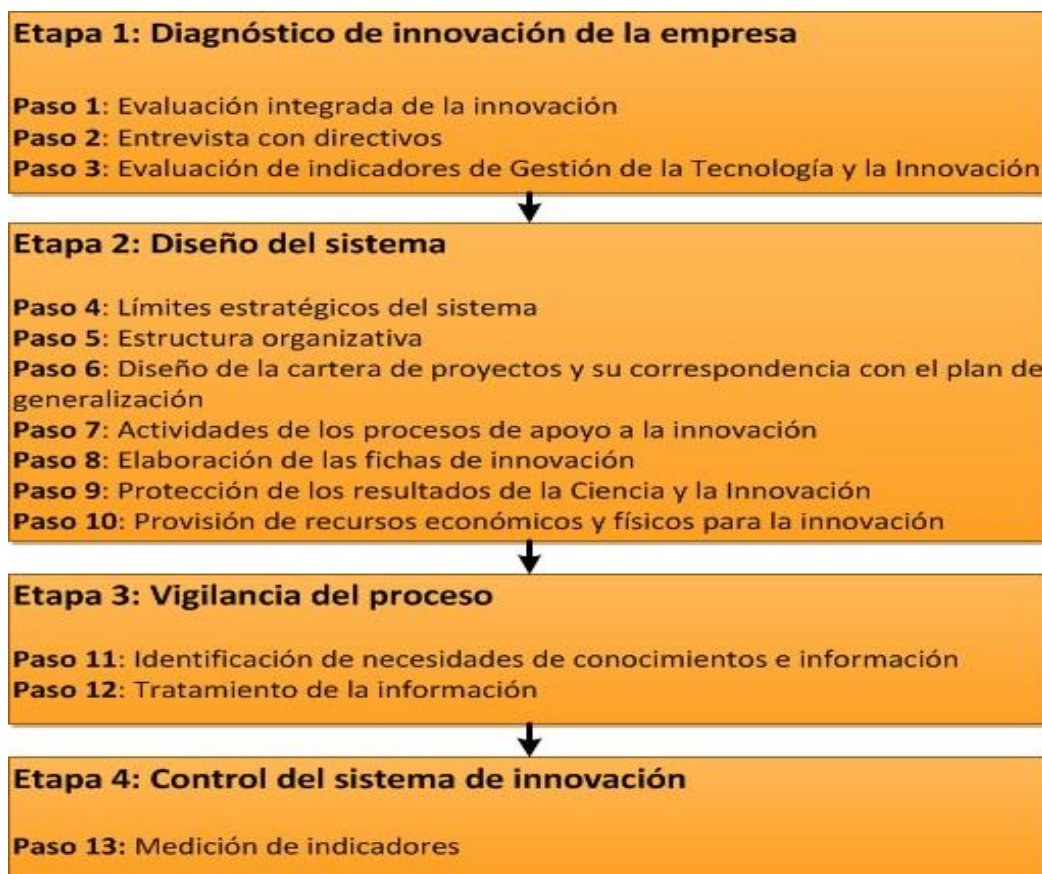 Etapa 1: Diagnóstico de innovación de la empresa
Paso 1: Evaluación integrada de la innovación
Paso 2: Entrevista con directivos
Paso 3: Evaluación de indicadores de Gestión de la Tecnología y la Innovación
Etapa 2: Diseño del sistema
Paso 4: Límites estratégicos del sistema
Paso 5: Estructura organizativa
Paso 6: Diseño de la cartera de proyectos y su correspondencia con el plan de
generalización
Paso 7: Actividades de los procesos de apoyo a la innovación
Paso 8: Elaboración de las fichas de innovación
Paso 9: Protección de los resultados de la Ciencia y la Innovación
Paso 10: Provisión de recursos económicos y físicos para la innovación
Etapa 3: Vigilancia del proceso
Paso 11: Identificación de necesidades de conocimientos e información
Paso 12: Tratamiento de la información
Etapa 4: Control del sistema de innovación
Paso 13: Medición de indicadores